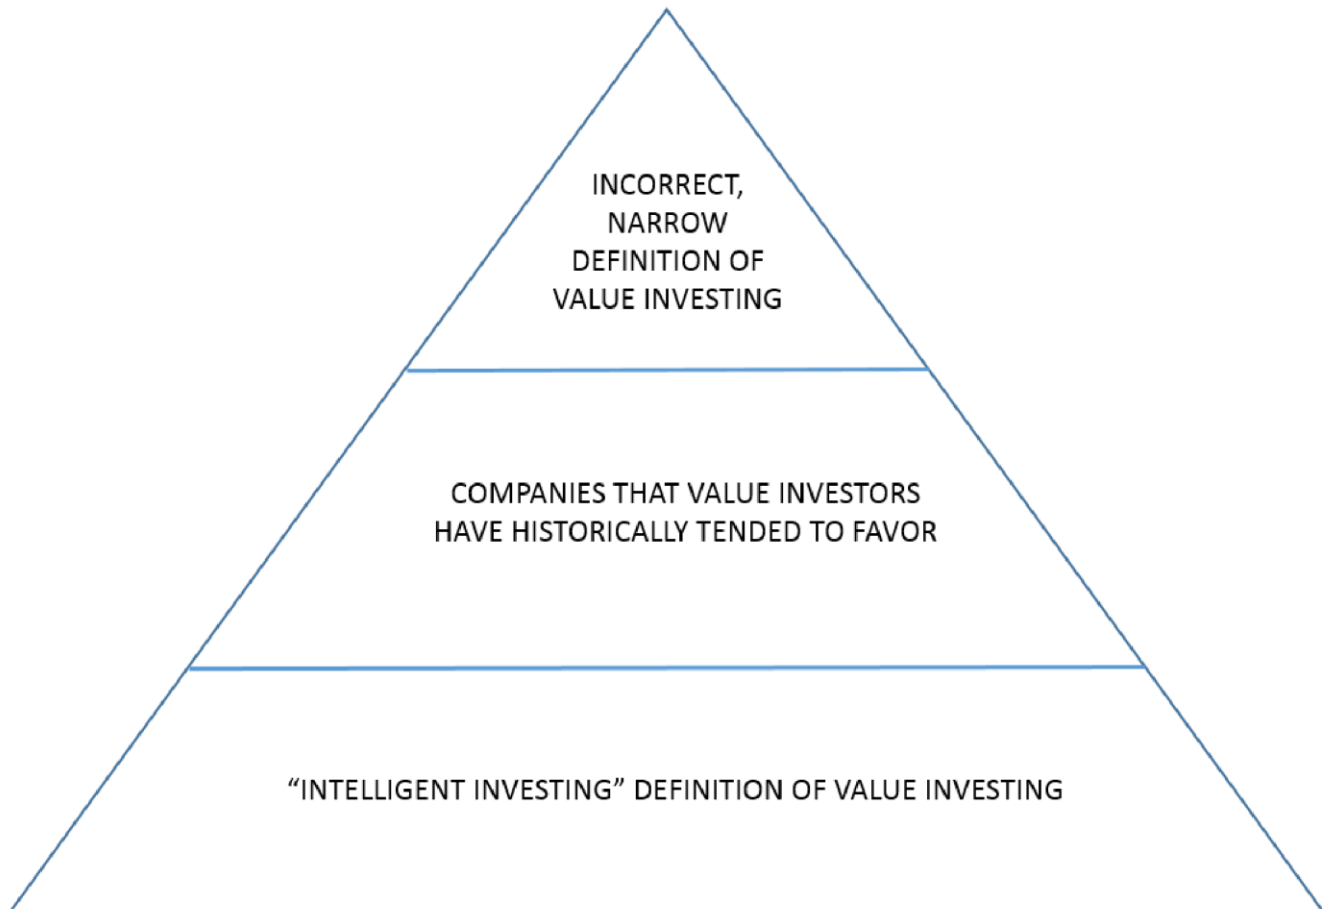 INCORRECT,
NARROW
DEFINITION OF
VALUE INVESTING
COMPANIES THAT VALUE INVESTORS
HAVE HISTORICALLY TENDED TO FAVOR
“INTELLIGENT INVESTING” DEFINITION OF VALUE INVESTING